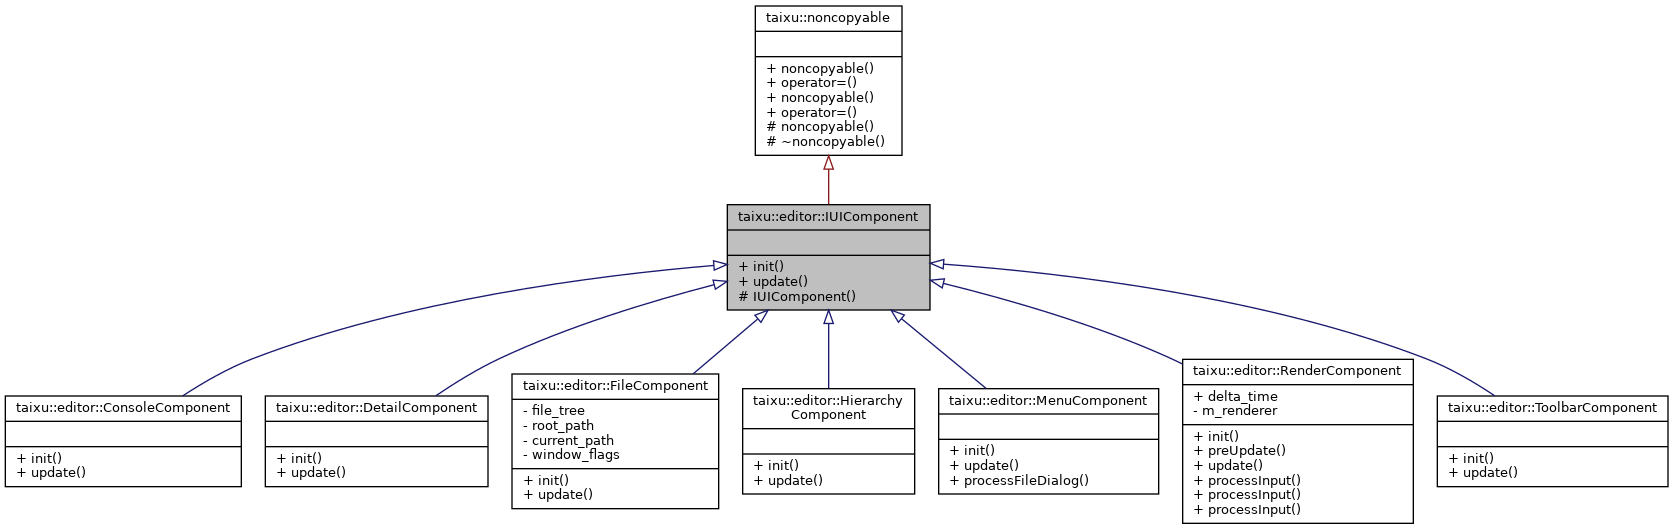 taixu::noncopyable
+ noncopyable()
+ operator=()
+ noncopyable()
+ operator=()
# noncopyable()
# ~noncopyable()
taixu::editor::IUIComponent
+ init()
+ update()
# IUIComponent()
taixu::editor::ConsoleComponent
+ init()
+ update()
taixu::editor::DetailComponent
+ init()
+ update()
taixu::editor::FileComponent
- file_tree
- root_path
- current_path
- window_flags
+ init()
+ update()
taixu::editor::Hierarchy
Component
+ init()
+ update()
taixu::editor::MenuComponent
+ init()
+ update()
+ processFileDialog()
taixu::editor::RenderComponent
+ delta_time
- m_renderer
+ init()
+ preUpdate()
+ update()
+ processInput()
+ processInput()
+ processInput()
taixu::editor::ToolbarComponent
+ init()
+ update()